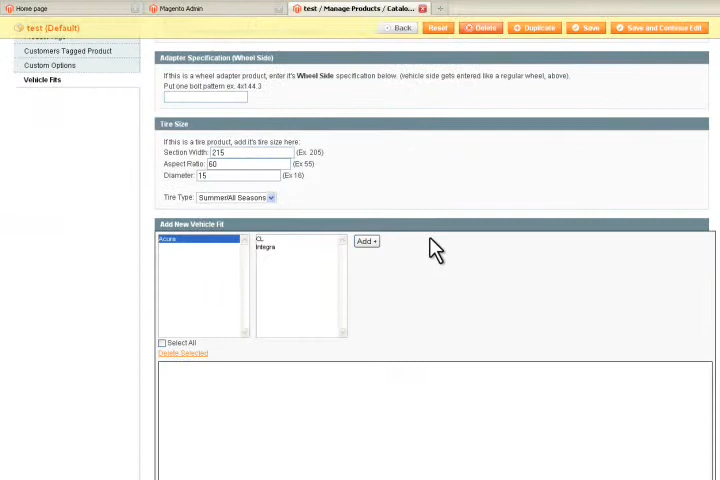 Home page
Magento Admin
test / Manage Products / Catalo...
test (Default)
Back
Reset
Delete
Duplicate
Save
Save and Continue Edit
Customers Tagged Product
Custom Options
Vehicle Fits
Adapter Specification (Wheel Side)
If this is a wheel adapter product, enter it's Wheel Side specification below. (vehicle side gets entered like a regular wheel, above).
Put one bolt pattern ex. 4x144.3
Tire Size
If this is a tire product, add it's tire size here:
Section Width: 215 (Ex. 205)
Aspect Ratio: 60 (Ex 55)
Diameter: 15 (Ex 16)
Tire Type: Summer/All Seasons
Add New Vehicle Fit
Acura
CL
Integra
Add +
Select All
Delete Selected